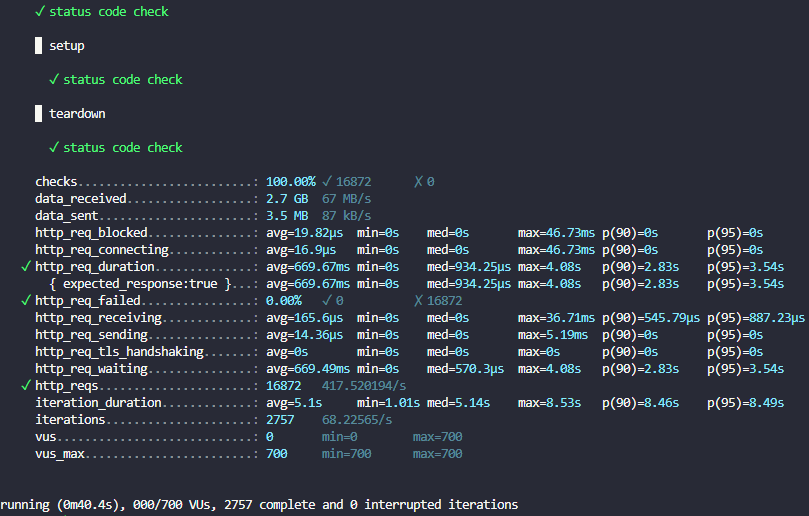 ✓ status code check
█ setup
✓ status code check
█ teardown
✓ status code check
checks.........................: 100.00% ✓ 16872 ✗ 0
data_received..................: 2.7 GB 67 MB/s
data_sent......................: 3.5 MB 87 kB/s
http_req_blocked...............: avg=19.82µs min=0s med=0s max=46.73ms p(90)=0s p(95)=0s
http_req_connecting............: avg=16.9µs min=0s med=0s max=46.73ms p(90)=0s p(95)=0s
✓ http_req_duration..............: avg=669.67ms min=0s med=934.25µs max=4.08s p(90)=2.83s p(95)=3.54s
{ expected_response:true }...: avg=669.67ms min=0s med=934.25µs max=4.08s p(90)=2.83s p(95)=3.54s
✓ http_req_failed................: 0.00% ✓ 0 ✗ 16872
http_req_receiving.............: avg=165.6µs min=0s med=0s max=36.71ms p(90)=545.79µs p(95)=887.23µs
http_req_sending...............: avg=14.36µs min=0s med=0s max=5.19ms p(90)=0s p(95)=0s
http_req_tls_handshaking.......: avg=0s min=0s med=0s max=0s p(90)=0s p(95)=0s
http_req_waiting...............: avg=669.49ms min=0s med=570.3µs max=4.08s p(90)=2.83s p(95)=3.54s
✓ http_reqs......................: 16872 417.520194/s
iteration_duration.............: avg=5.1s min=1.01s med=5.14s max=8.53s p(90)=8.46s p(95)=8.49s
iterations.....................: 2757 68.22565/s
vus............................: 0 min=0 max=700
vus_max........................: 700 min=700 max=700
running (0m40.4s), 000/700 VUs, 2757 complete and 0 interrupted iterations